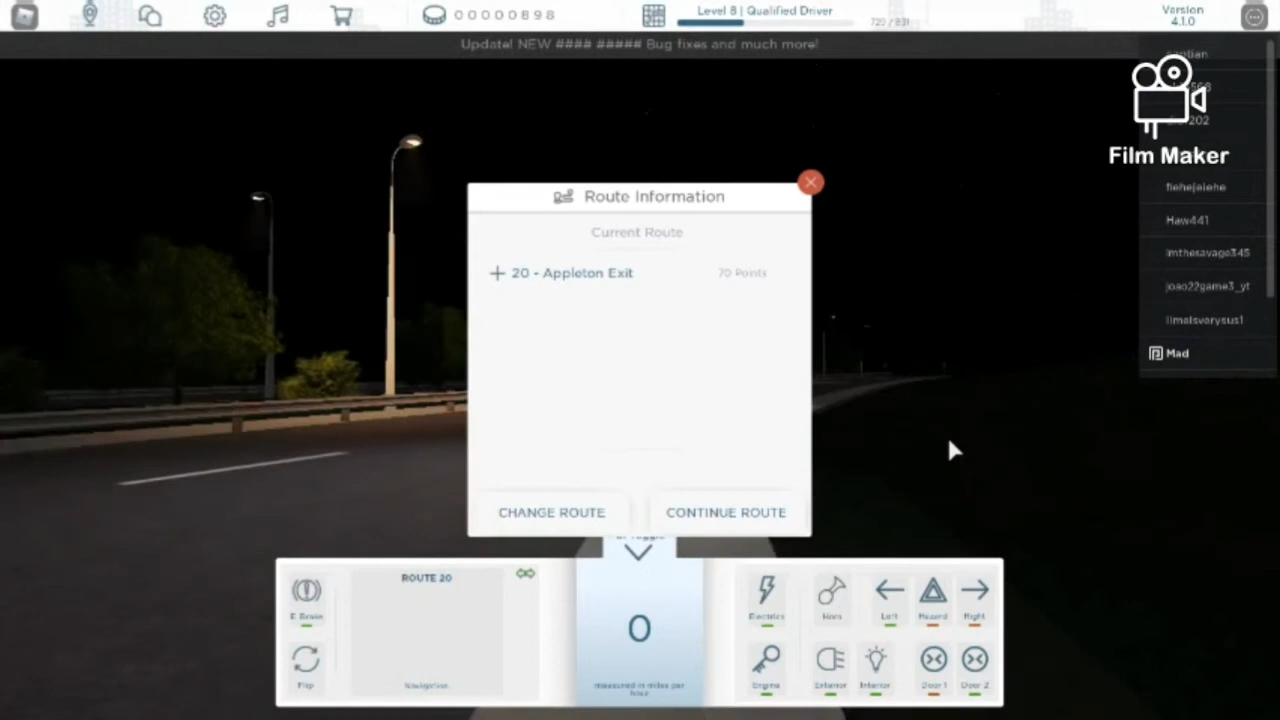 00000898
Level 8 | Qualified Driver
Version
4.1.0
Update! NEW #### ##### Bug fixes and much more!
Film Maker
fiehejeiehe
Haw441
imthesavage345
joao22game3_yt
iimaisverysus1
Mad
Route Information
Current Route
20 - Appleton Exit
70 Points
CHANGE ROUTE
CONTINUE ROUTE
ROUTE 20
E. Brake
Flip
Navigation
0
measured in miles per
hour
Electrics
Horn
Left
Hazard
Right
Engine
Exterior
Interior
Door 1
Door 2